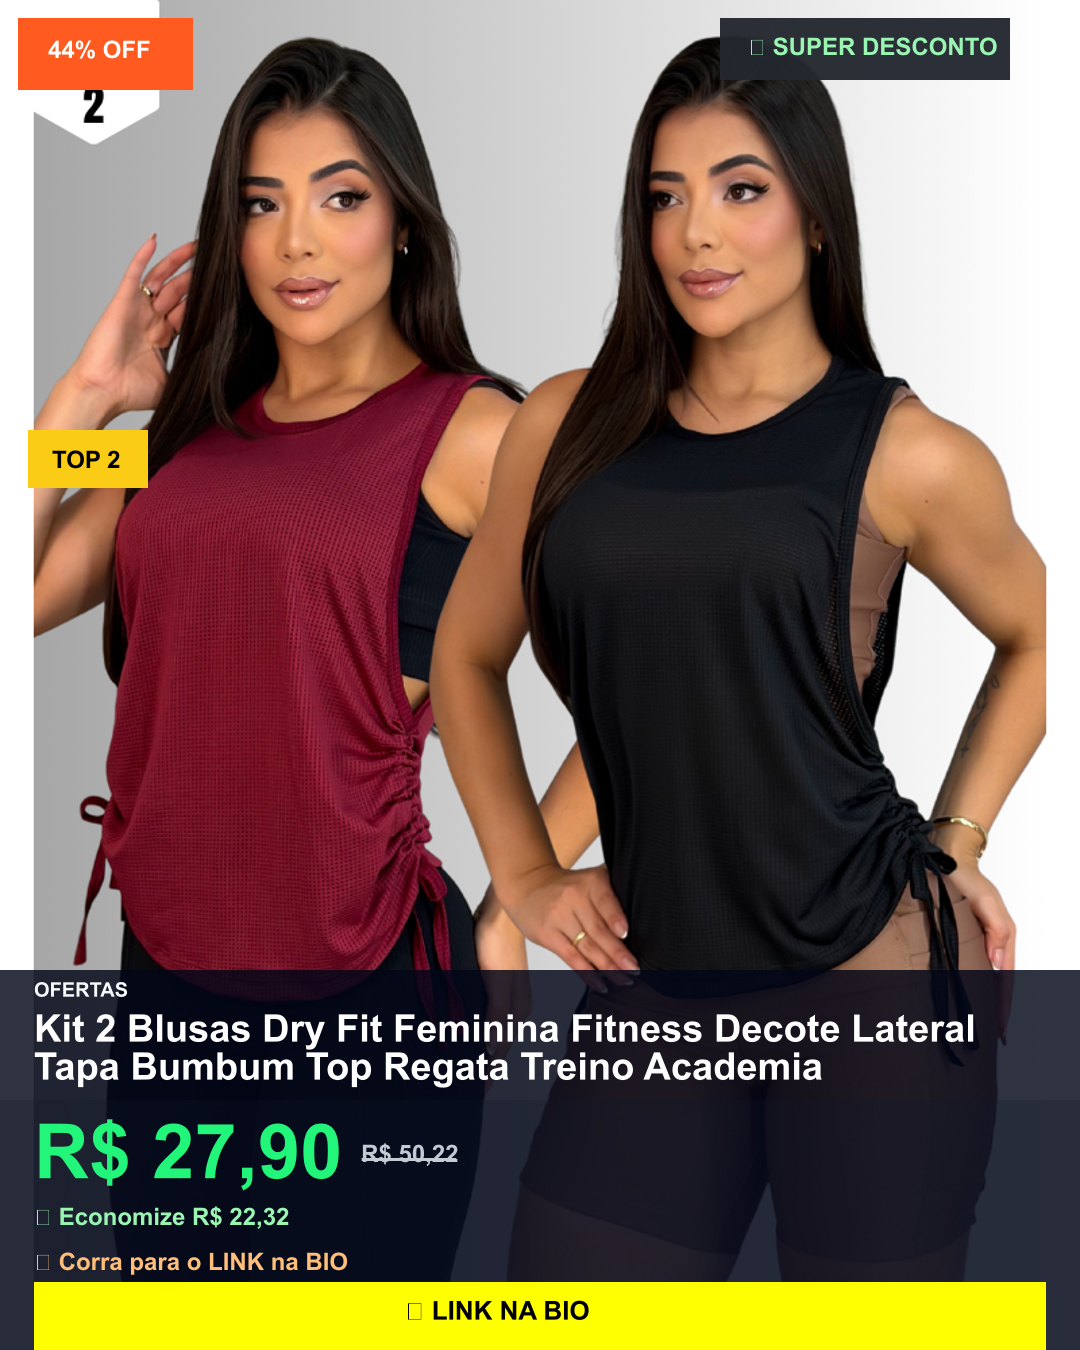 44% OFF
SUPER DESCONTO
2
TOP 2
OFERTAS
Kit 2 Blusas Dry Fit Feminina Fitness Decote Lateral
Tapa Bumbum Top Regata Treino Academia
R$ 27,90 R$ 50,22
Economize R$ 22,32
Corra para o LINK na BIO
LINK NA BIO